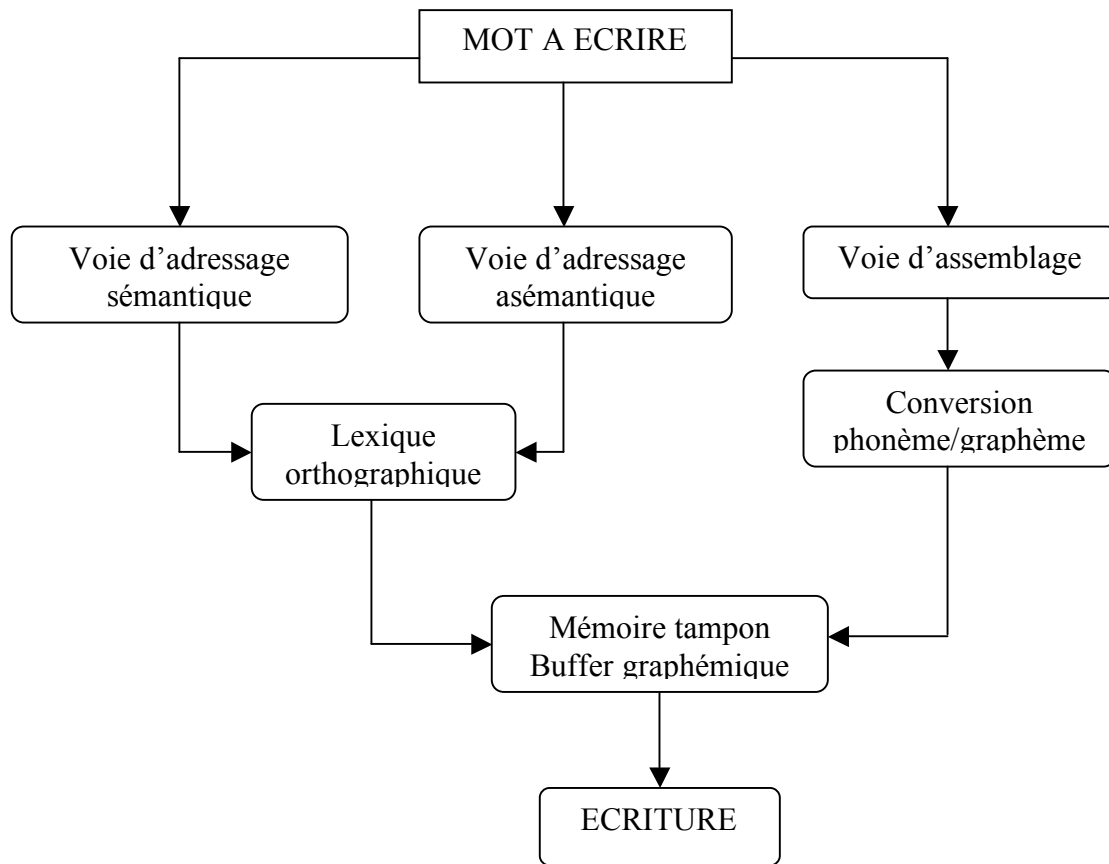 MOT A ECRIRE
Voie d’adressage
sémantique
Voie d’adressage
asémantique
Voie d’assemblage
Conversion
phonème/graphème
Lexique
orthographique
Mémoire tampon
Buffer graphémique
ECRITURE